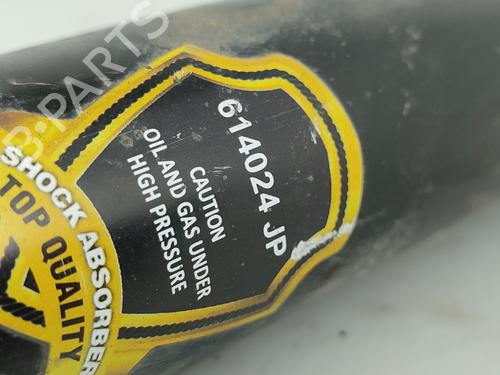 B-PARTS
614024 JP
CAUTION
OIL AND GAS UNDER
HIGH PRESSURE
SHOCK ABSORBER
TOP QUALITY